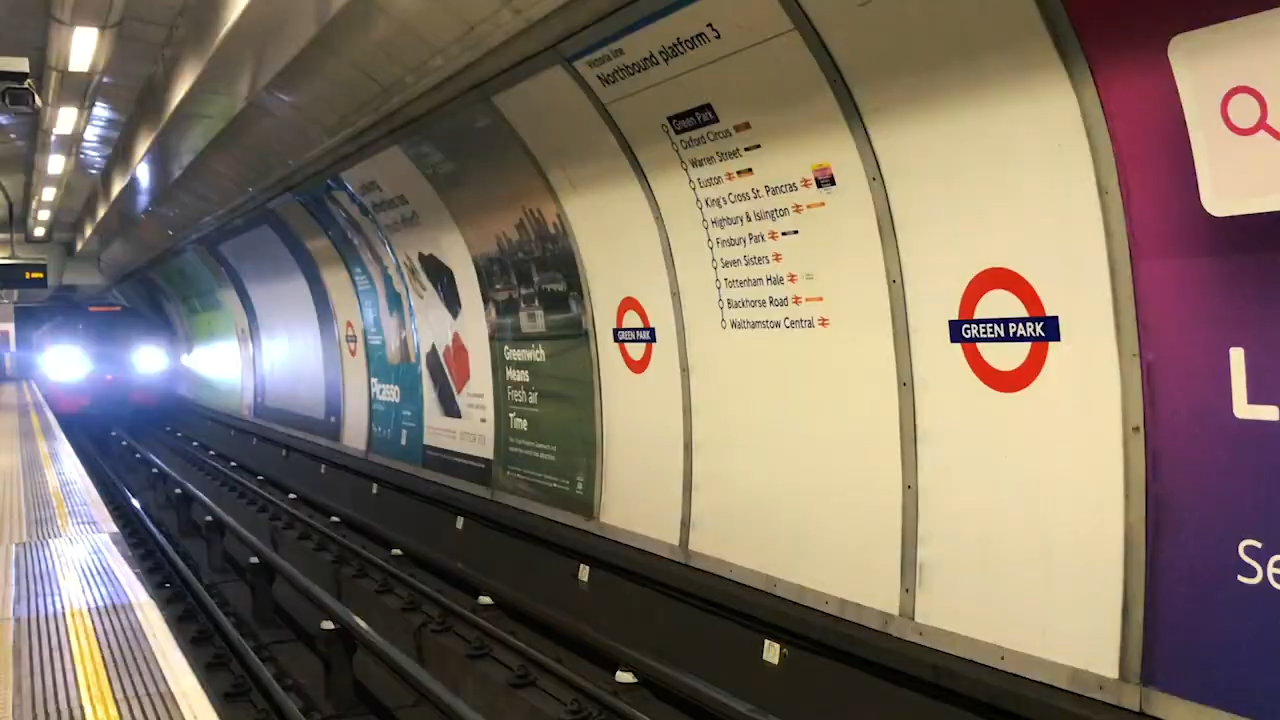 Victoria line
Northbound platform 3
Green Park
Oxford Circus
Warren Street
Euston
King's Cross St. Pancras
Highbury & Islington
Finsbury Park
Seven Sisters
Tottenham Hale
Blackhorse Road
Walthamstow Central
GREEN PARK
GREEN PARK
Picasso
Greenwich
Means
Fresh air
Time
L
Se